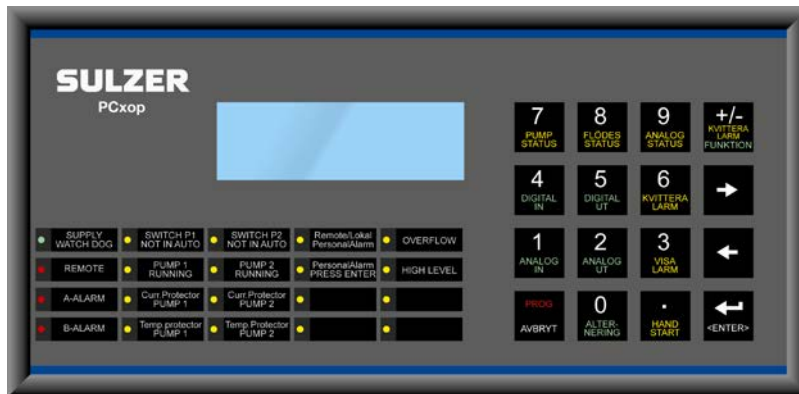 SULZER
PCxop
7
PUMP
STATUS
8
FLÖDES
STATUS
9
ANALOG
STATUS
+/-
KVITTERA
LARM
FUNKTION
4
DIGITAL
IN
5
DIGITAL
UT
6
KVITTERA
LARM
1
ANALOG
IN
2
ANALOG
UT
3
VISA
LARM
PROG
AVBRYT
0
ALTER-
NERING
.
HAND
START
<ENTER>
SUPPLY
WATCH DOG
SWITCH P1
NOT IN AUTO
SWITCH P2
NOT IN AUTO
Remote/Lokal
PersonalAlarm
OVERFLOW
REMOTE
PUMP 1
RUNNING
PUMP 2
RUNNING
PersonalAlarm
PRESS ENTER
HIGH LEVEL
A-ALARM
Curr.Protector
PUMP 1
Curr.Protector
PUMP 2
B-ALARM
Temp.protector
PUMP 1
Temp.Protector
PUMP 2